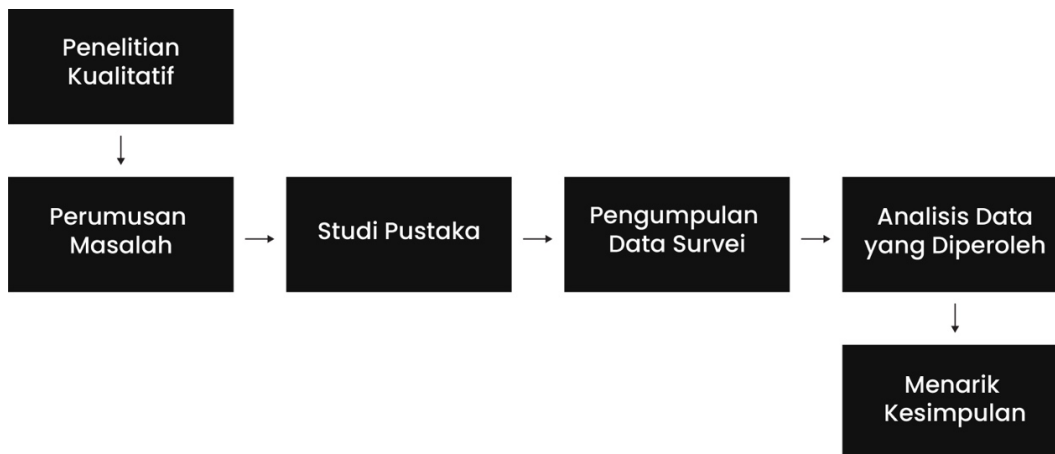 Penelitian
Kualitatif
Perumusan
Masalah
Studi Pustaka
Pengumpulan
Data Survei
Analisis Data
yang Diperoleh
Menarik
Kesimpulan